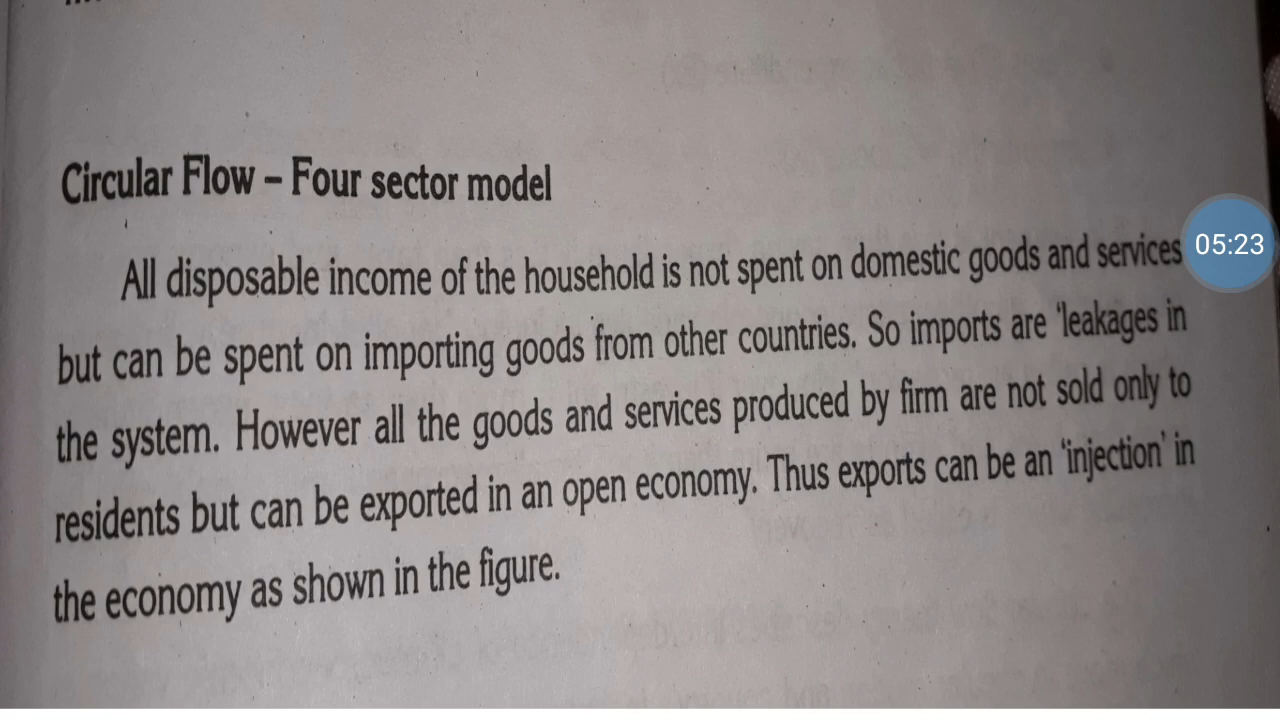 Circular Flow – Four sector model
All disposable income of the household is not spent on domestic goods and services
05:23
but can be spent on importing goods from other countries. So imports are 'leakages in
the system. However all the goods and services produced by firm are not sold only to
residents but can be exported in an open economy. Thus exports can be an 'injection' in
the economy as shown in the figure.